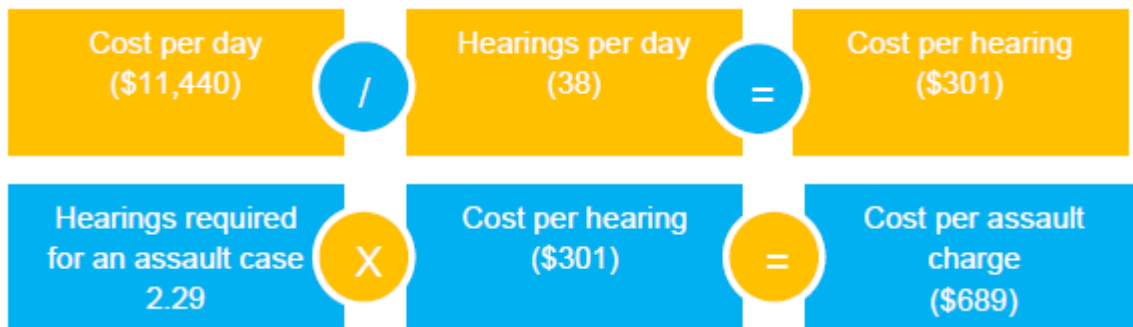 Cost per day
($11,440)
/
Hearings per day
(38)
=
Cost per hearing
($301)
Hearings required
for an assault case
2.29
X
Cost per hearing
($301)
=
Cost per assault
charge
($689)